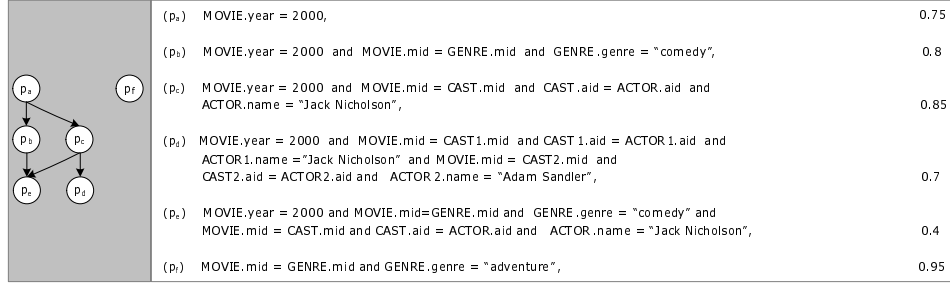 (pa) MOVIE.year = 2000, 0.75
(pb) MOVIE.year = 2000 and MOVIE.mid = GENRE.mid and GENRE.genre = “comedy”, 0.8
(pc) MOVIE.year = 2000 and MOVIE.mid = CAST.mid and CAST.aid = ACTOR.aid and
ACTOR.name = “Jack Nicholson”, 0.85
(pd) MOVIE.year = 2000 and MOVIE.mid = CAST1.mid and CAST1.aid = ACTOR1.aid and
ACTOR1.name =“Jack Nicholson” and MOVIE.mid = CAST2.mid and
CAST2.aid = ACTOR2.aid and ACTOR2.name = “Adam Sandler”, 0.7
(pe) MOVIE.year = 2000 and MOVIE.mid=GENRE.mid and GENRE.genre = “comedy” and
MOVIE.mid = CAST.mid and CAST.aid = ACTOR.aid and ACTOR.name = “Jack Nicholson”, 0.4
(pf) MOVIE.mid = GENRE.mid and GENRE.genre = “adventure”, 0.95
pa pf
pb pc
pe pd